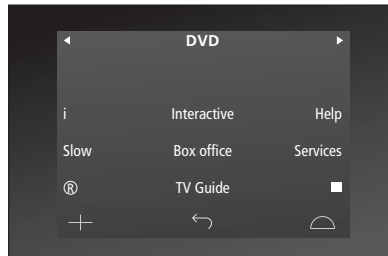 DVD
i Interactive Help
Slow Box office Services
® TV Guide